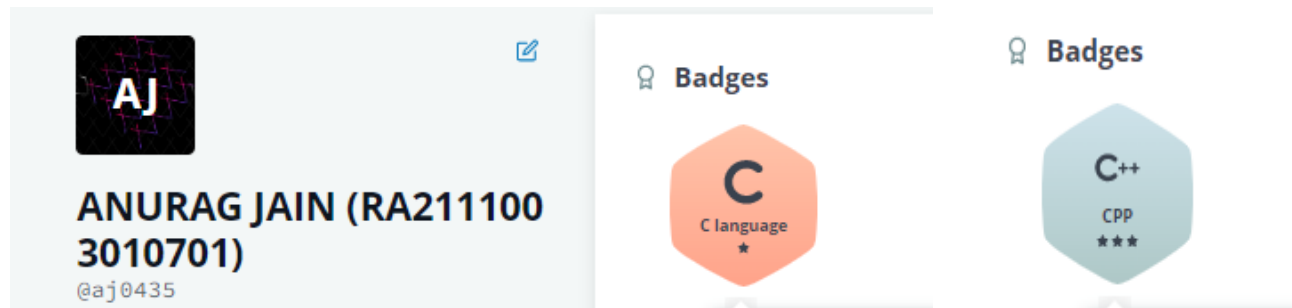 AJ
ANURAG JAIN (RA211100
3010701)
@aj0435
Badges
C
C language
Badges
C++
CPP